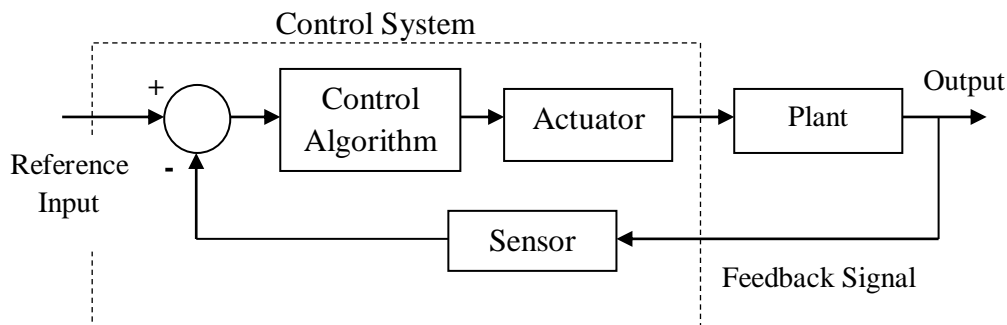 Control System
+
Control
Algorithm
Actuator
Plant
Output
Reference
Input
-
Sensor
Feedback Signal